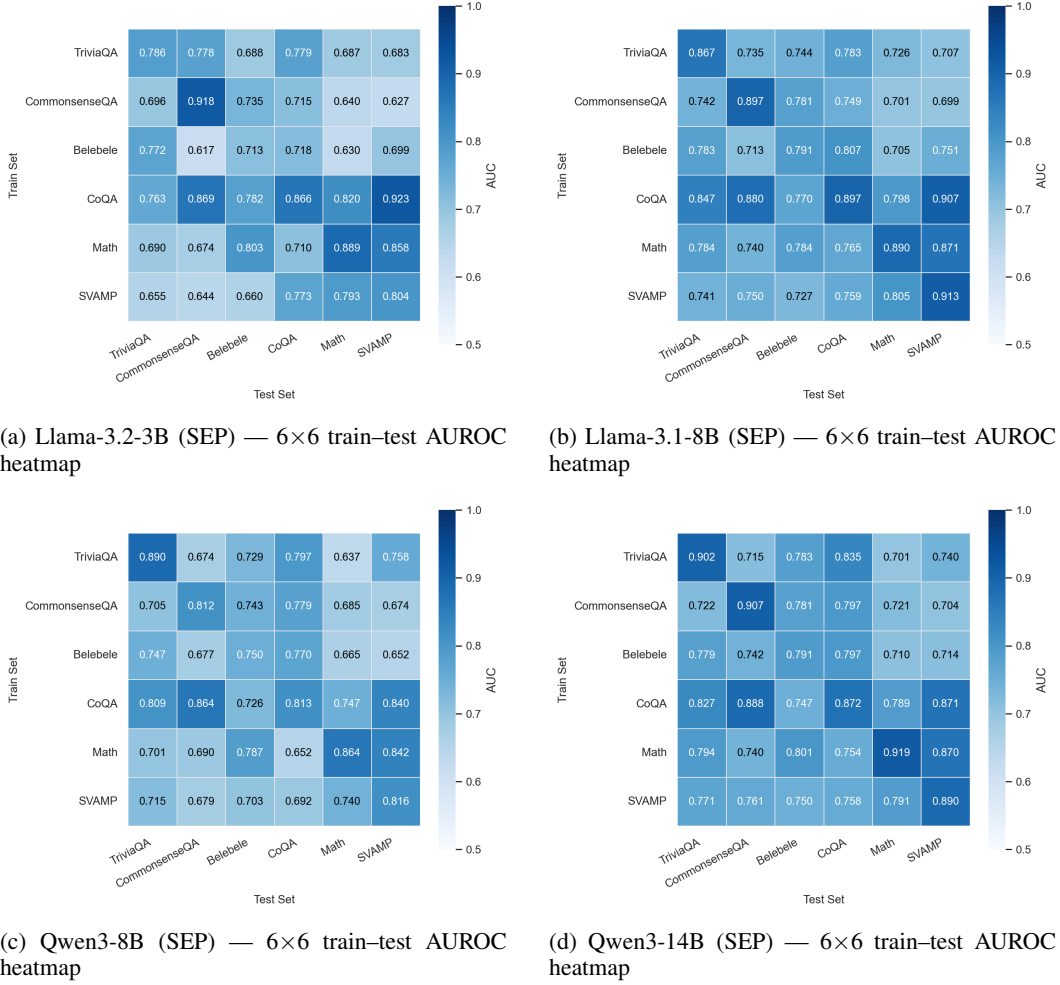 1.0
TriviaQA 0.786 0.778 0.688 0.779 0.687 0.683
0.9
CommonsenseQA 0.696 0.918 0.735 0.715 0.640 0.627
0.8
Belebele 0.772 0.617 0.713 0.718 0.630 0.699
Train Set
AUC
CoQA 0.763 0.869 0.782 0.866 0.820 0.923
0.7
Math 0.690 0.674 0.803 0.710 0.889 0.858
0.6
SVAMP 0.655 0.644 0.660 0.773 0.793 0.804
0.5
TriviaQA CommonsenseQA Belebele CoQA Math SVAMP
Test Set
(a) Llama-3.2-3B (SEP) — 6×6 train–test AUROC
heatmap
1.0
TriviaQA 0.867 0.735 0.744 0.783 0.726 0.707
0.9
CommonsenseQA 0.742 0.897 0.781 0.749 0.701 0.699
0.8
Belebele 0.783 0.713 0.791 0.807 0.705 0.751
Train Set
AUC
CoQA 0.847 0.880 0.770 0.897 0.798 0.907
0.7
Math 0.784 0.740 0.784 0.765 0.890 0.871
0.6
SVAMP 0.741 0.750 0.727 0.759 0.805 0.913
0.5
TriviaQA CommonsenseQA Belebele CoQA Math SVAMP
Test Set
(b) Llama-3.1-8B (SEP) — 6×6 train–test AUROC
heatmap
1.0
TriviaQA 0.890 0.674 0.729 0.797 0.637 0.758
0.9
CommonsenseQA 0.705 0.812 0.743 0.779 0.685 0.674
0.8
Belebele 0.747 0.677 0.750 0.770 0.665 0.652
Train Set
AUC
CoQA 0.809 0.864 0.726 0.813 0.747 0.840
0.7
Math 0.701 0.690 0.787 0.652 0.864 0.842
0.6
SVAMP 0.715 0.679 0.703 0.692 0.740 0.816
0.5
TriviaQA CommonsenseQA Belebele CoQA Math SVAMP
Test Set
(c) Qwen3-8B (SEP) — 6×6 train–test AUROC
heatmap
1.0
TriviaQA 0.902 0.715 0.783 0.835 0.701 0.740
0.9
CommonsenseQA 0.722 0.907 0.781 0.797 0.721 0.704
0.8
Belebele 0.779 0.742 0.791 0.797 0.710 0.714
Train Set
AUC
CoQA 0.827 0.888 0.747 0.872 0.789 0.871
0.7
Math 0.794 0.740 0.801 0.754 0.919 0.870
0.6
SVAMP 0.771 0.761 0.750 0.758 0.791 0.890
0.5
TriviaQA CommonsenseQA Belebele CoQA Math SVAMP
Test Set
(d) Qwen3-14B (SEP) — 6×6 train–test AUROC
heatmap